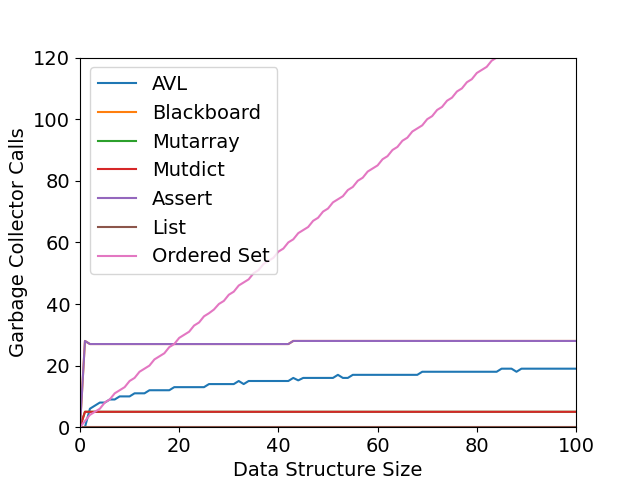 120
100
80
60
40
20
0
Garbage Collector Calls
AVL
Blackboard
Mutarray
Mutdict
Assert
List
Ordered Set
0 20 40 60 80 100
Data Structure Size